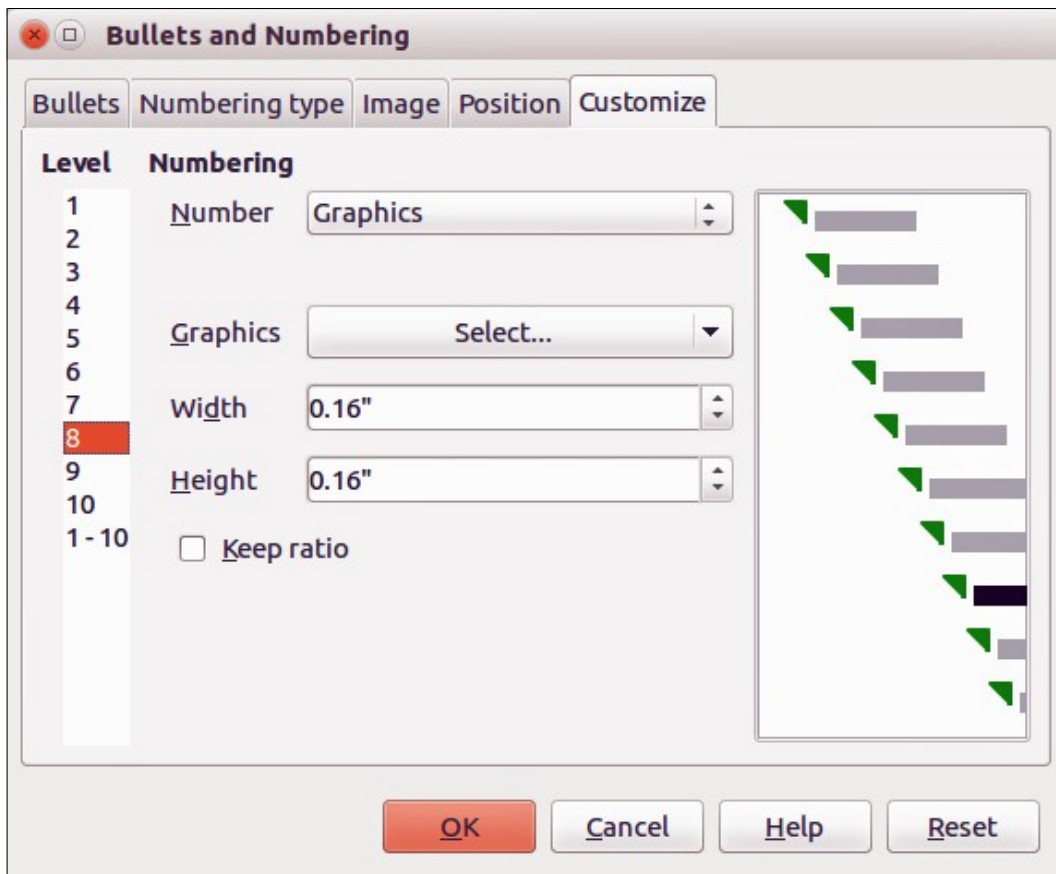 Bullets and Numbering
Bullets Numbering type Image Position Customize
Level Numbering
1
2
3
4
5
6
7
8
9
10
1 - 10
Number Graphics
Graphics Select...
Width 0.16"
Height 0.16"
Keep ratio
OK Cancel Help Reset